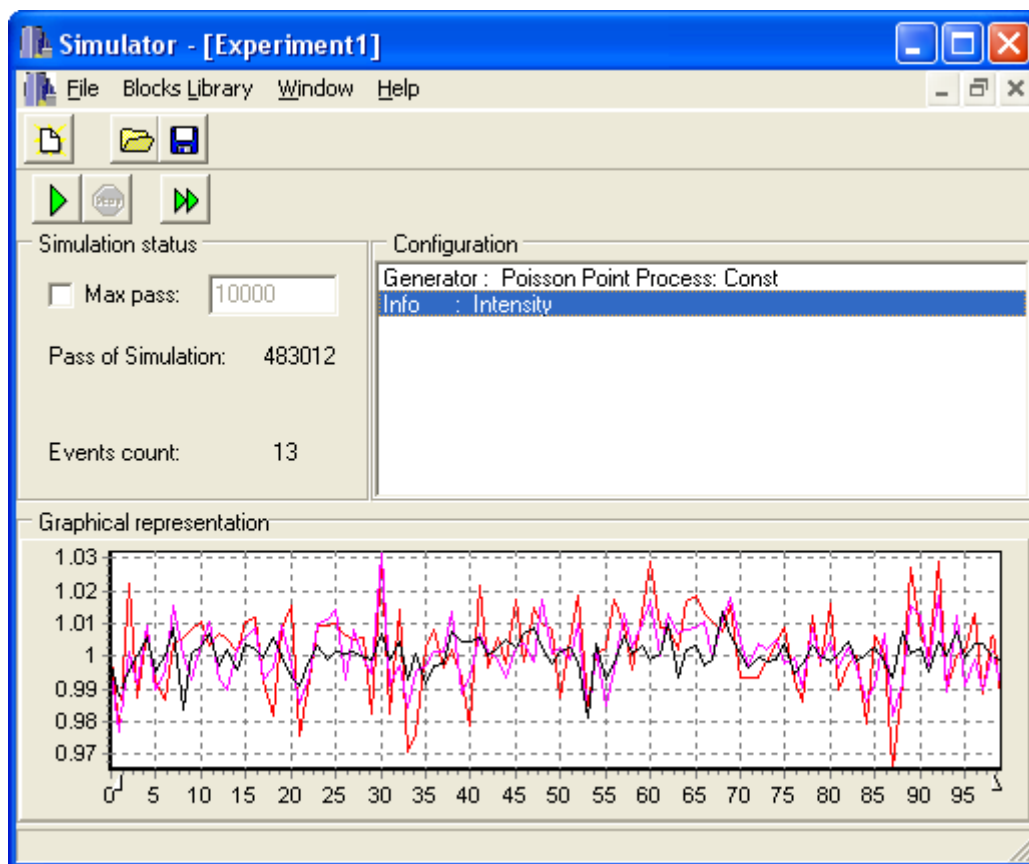 Simulator - [Experiment1]
File Blocks Library Window Help
Stop
Simulation status
Max pass: 10000
Pass of Simulation: 483012
Events count: 13
Configuration
Generator : Poisson Point Process: Const
Info : Intensity
Graphical representation
1.03
1.02
1.01
1
0.99
0.98
0.97
0 5 10 15 20 25 30 35 40 45 50 55 60 65 70 75 80 85 90 95